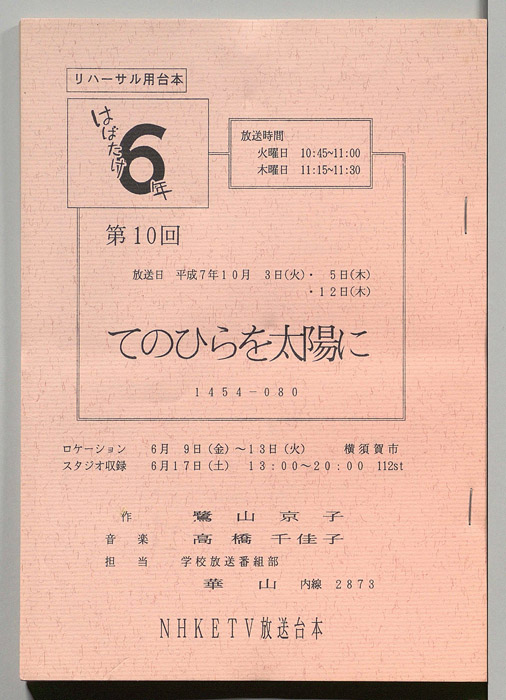 リハーサル用台本
はばたけ6年
放送時間
火曜日 10:45~11:00
木曜日 11:15~11:30
第10回
放送日 平成7年10月 3日(火)・ 5日(木)
・12日(木)
てのひらを太陽に
1454-080
ロケーション 6月 9日(金)~13日(火) 横須賀市
スタジオ収録 6月17日(土) 13:00~20:00 112st
作 鷺山京子
音楽 高橋千佳子
担当 学校放送番組部
華山 内線 2873
NHKETV放送台本